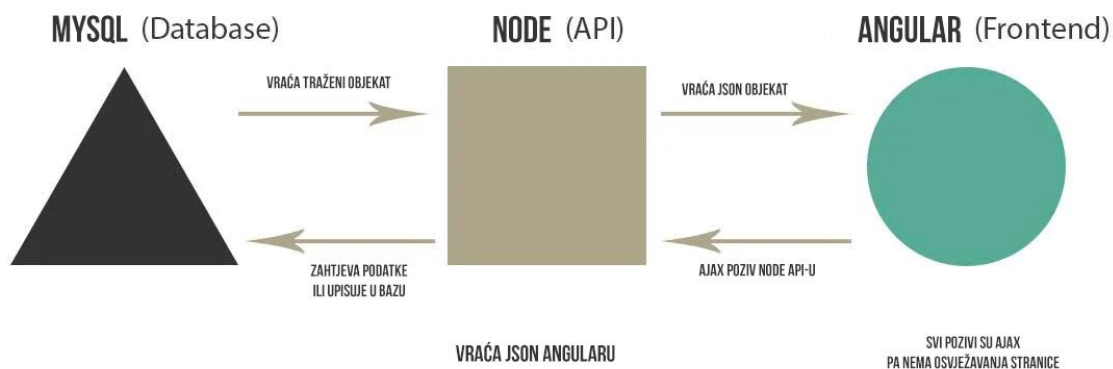 MYSQL (Database)
NODE (API)
ANGULAR (Frontend)
VRAĆA TRAŽENI OBJEKAT
VRAĆA JSON OBJEKAT
ZAHTJEVA PODATKE
ILI UPISUJE U BAZU
AJAX POZIV NODE API-U
VRAĆA JSON ANGULARU
SVI POZIVI SU AJAX
PA NEMA OSVJEŽAVANJA STRANICE